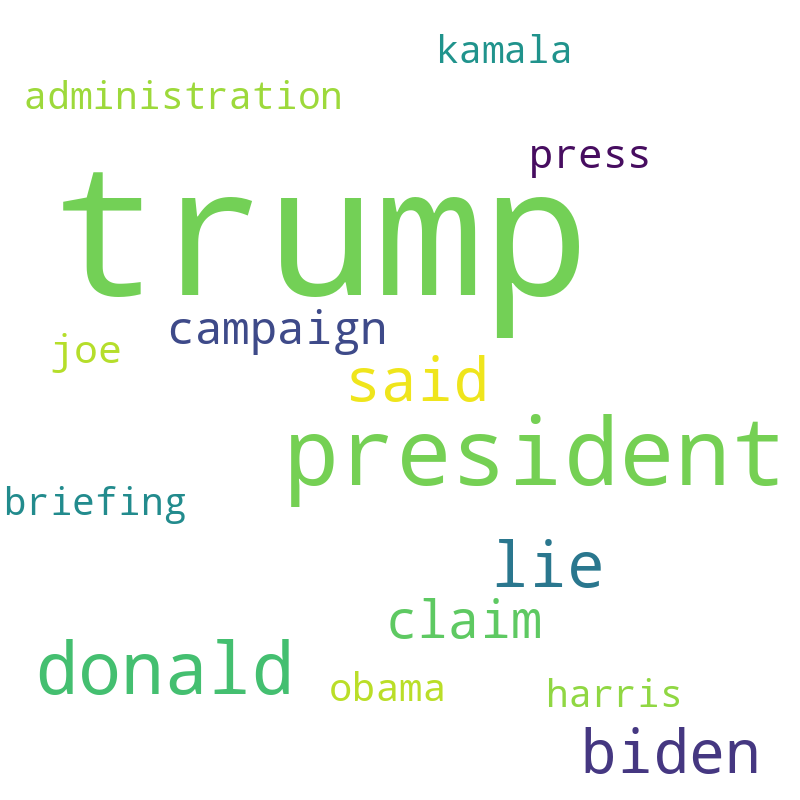 kamala
administration
press
trump
campaign
joe
said
president
briefing
lie
claim
donald
obama
harris
biden